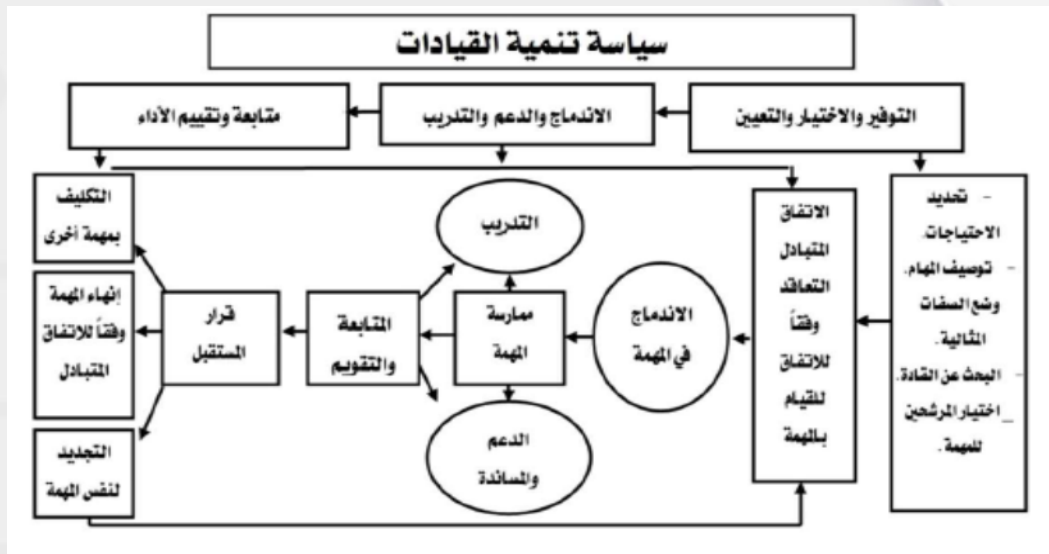 سياسة تنمية القيادات
التوفير والاختيار والتعيين
الاندماج والدعم والتدريب
متابعة وتقييم الأداء
- تحديد
الاحتياجات.
- توصيف المهام.
وضع السفات
المثالية.
- البحث عن القادة.
_ اختيار المرشحين
للمهمة.
الاتفاق
المتبادل
التعاقد
وفقاً
للاتفاق
للقيام
بالمهمة
الاندماج
في المهمة
التدريب
ممارسة
المهمة
الدعم
والمساندة
المتابعة
والتقويم
قرار
المستقبل
التكليف
بمهمة أخرى
إنهاء المهمة
وفقاً للاتفاق
المتبادل
التجديد
لنفس المهمة